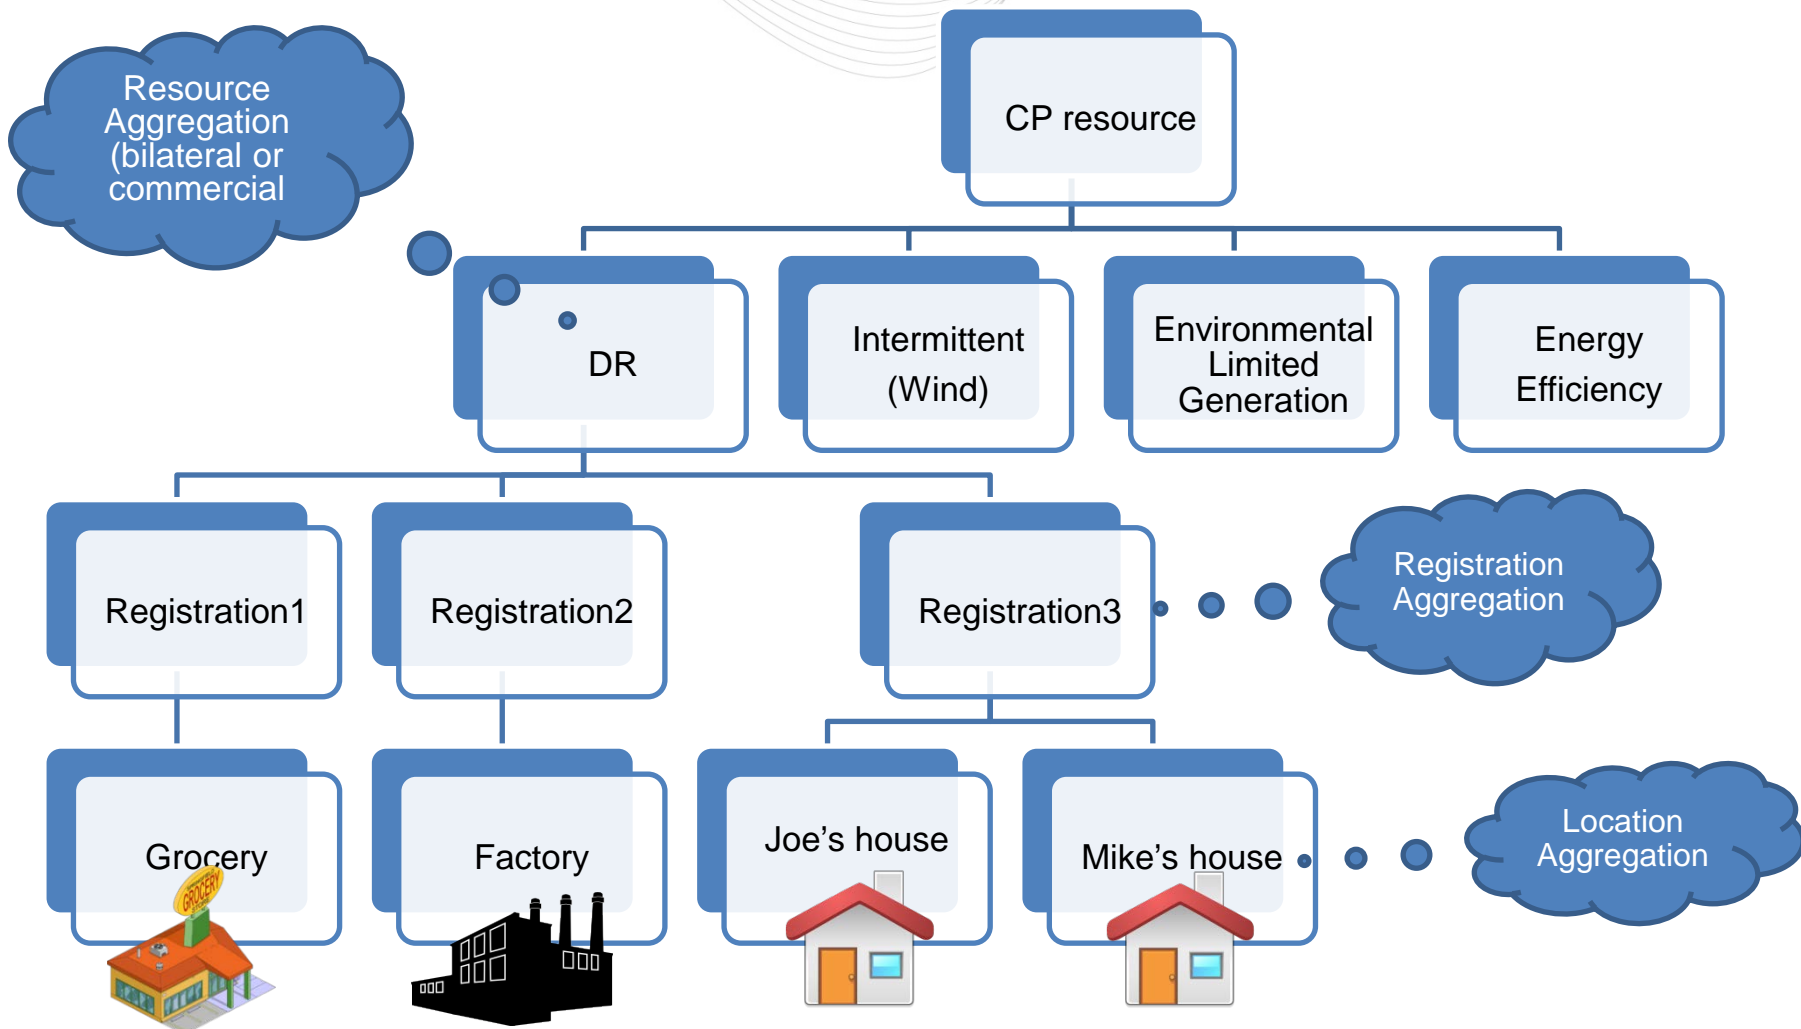 Resource
Aggregation
(bilateral or
commercial
CP resource
DR
Intermittent
(Wind)
Environmental
Limited
Generation
Energy
Efficiency
Registration1
Registration2
Registration3
Registration
Aggregation
Grocery
GROCERY
Factory
Joe's house
Mike's house
Location
Aggregation